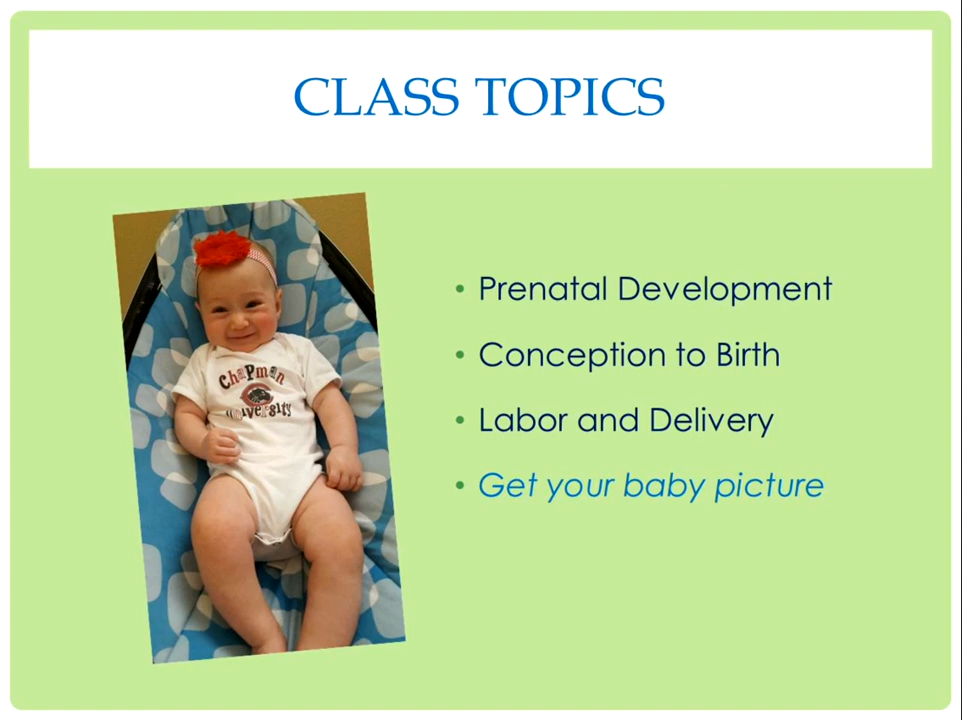 CLASS TOPICS
Chapman
University
• Prenatal Development
• Conception to Birth
• Labor and Delivery
• Get your baby picture